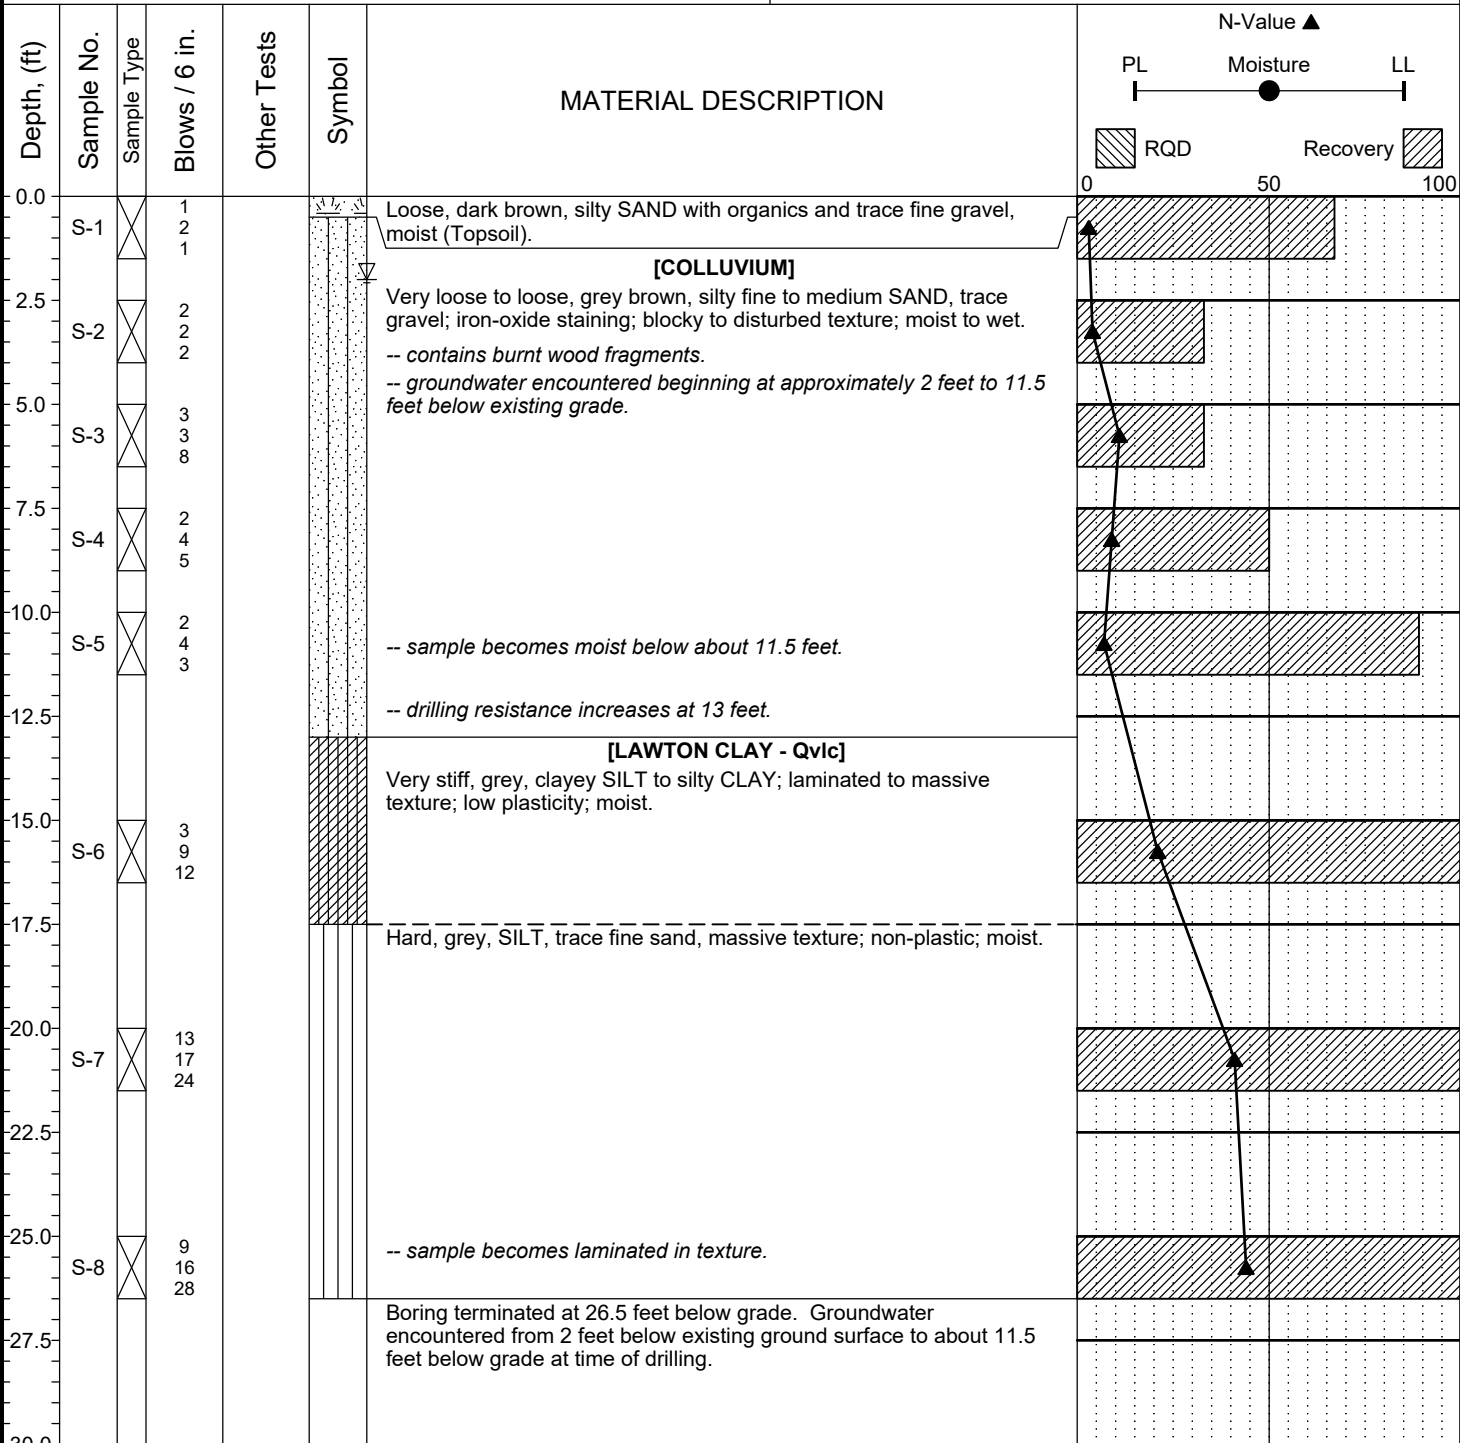 Depth, (ft)
Sample No.
Sample Type
Blows / 6 in.
Other Tests
Symbol
MATERIAL DESCRIPTION
N-Value
PL Moisture LL
RQD Recovery
0 50 100
0.0
S-1
1
2
1
Loose, dark brown, silty SAND with organics and trace fine gravel,
moist (Topsoil).
[COLLUVIUM]
2.5
S-2
2
2
2
Very loose to loose, grey brown, silty fine to medium SAND, trace
gravel; iron-oxide staining; blocky to disturbed texture; moist to wet.
-- contains burnt wood fragments.
-- groundwater encountered beginning at approximately 2 feet to 11.5
feet below existing grade.
5.0
S-3
3
3
8
7.5
S-4
2
4
5
10.0
S-5
2
4
3
-- sample becomes moist below about 11.5 feet.
12.5
-- drilling resistance increases at 13 feet.
[LAWTON CLAY - Qvlc]
Very stiff, grey, clayey SILT to silty CLAY; laminated to massive
texture; low plasticity; moist.
15.0
S-6
3
9
12
17.5
Hard, grey, SILT, trace fine sand, massive texture; non-plastic; moist.
20.0
S-7
13
17
24
22.5
25.0
S-8
9
16
28
-- sample becomes laminated in texture.
Boring terminated at 26.5 feet below grade. Groundwater
encountered from 2 feet below existing ground surface to about 11.5
feet below grade at time of drilling.
27.5
30.0